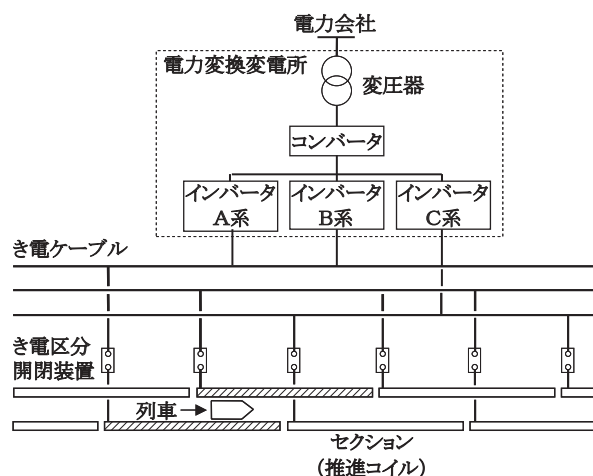 電力会社
電力変換変電所
変圧器
コンバータ
インバータ
A系
インバータ
B系
インバータ
C系
き電ケーブル
き電区分
開閉装置
列車
セクション
(推進コイル)